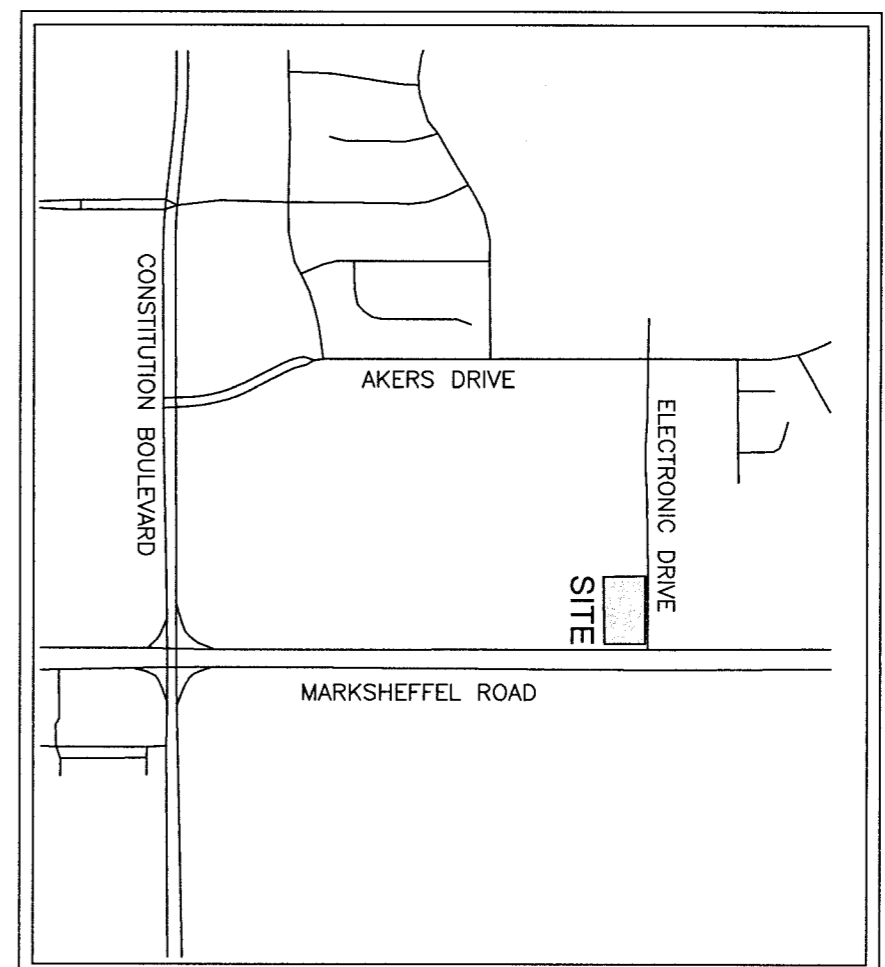 CONSTITUTION BOULEVARD
AKERS DRIVE
ELECTRONIC DRIVE
SITE
MARKSHEFFEL ROAD